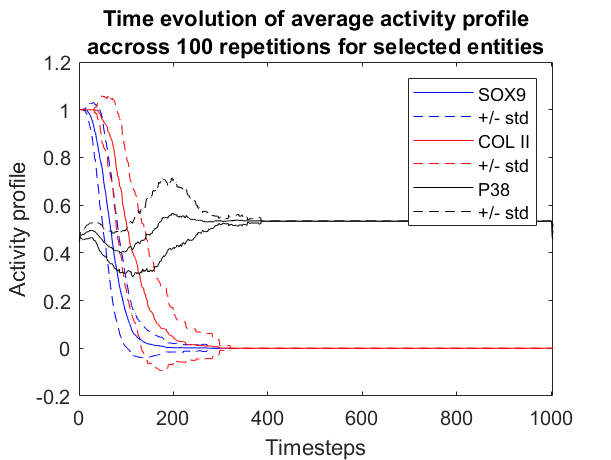 Time evolution of average activity profile
accross 100 repetitions for selected entities
1.2
1
0.8
0.6
0.4
0.2
0
-0.2
Activity profile
SOX9
+/- std
COL II
+/- std
P38
+/- std
0 200 400 600 800 1000
Timesteps